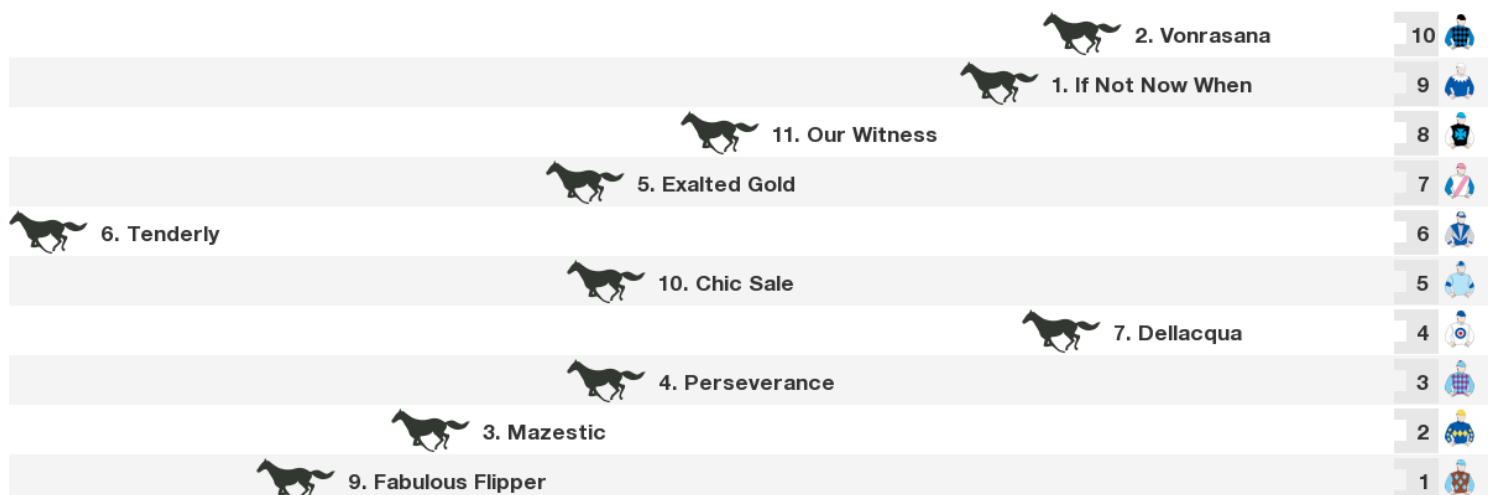 2. Vonrasana 10
1. If Not Now When 9
11. Our Witness 8
5. Exalted Gold 7
6. Tenderly 6
10. Chic Sale 5
7. Dellacqua 4
4. Perseverance 3
3. Mazestic 2
9. Fabulous Flipper 1